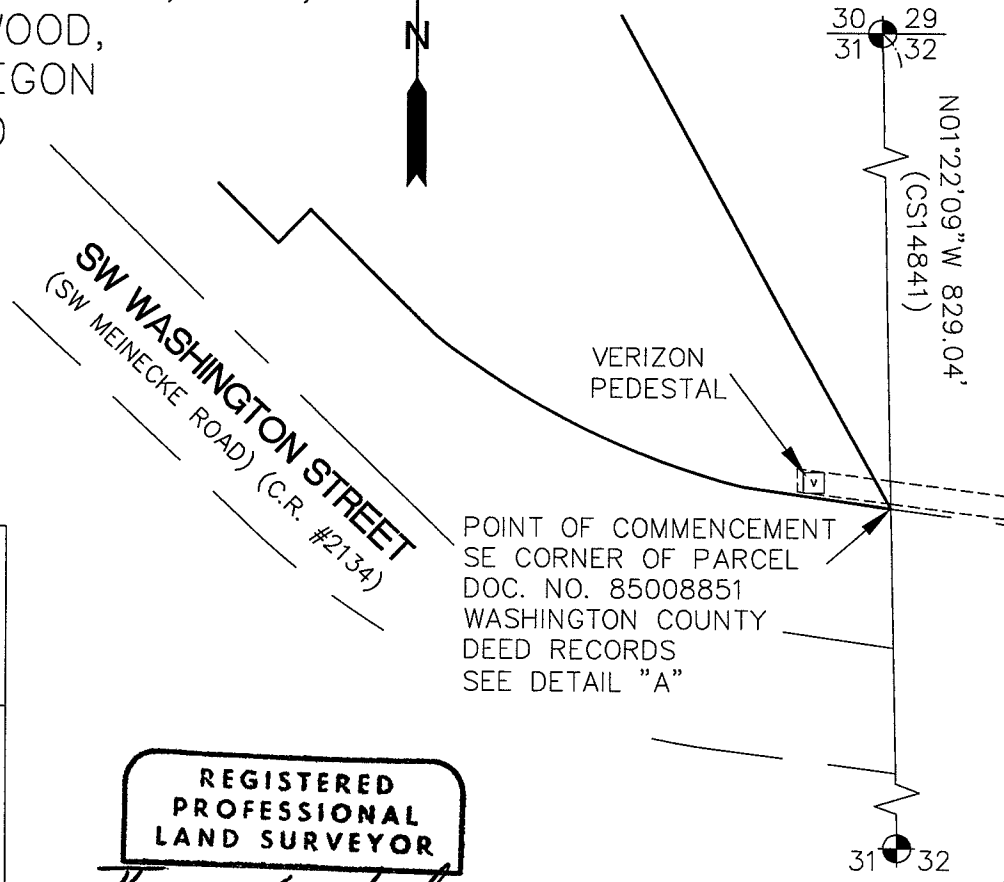 WOOD,
N
30 29
31 32
N01°22'09"W 829.04'
(CS14841)
SW WASHINGTON STREET
(SW MEINECKE ROAD) (C.R. #2134)
VERIZON
PEDESTAL
V
POINT OF COMMENCEMENT
SE CORNER OF PARCEL
DOC. NO. 85008851
WASHINGTON COUNTY
DEED RECORDS
SEE DETAIL "A"
REGISTERED
PROFESSIONAL
LAND SURVEYOR
31 32